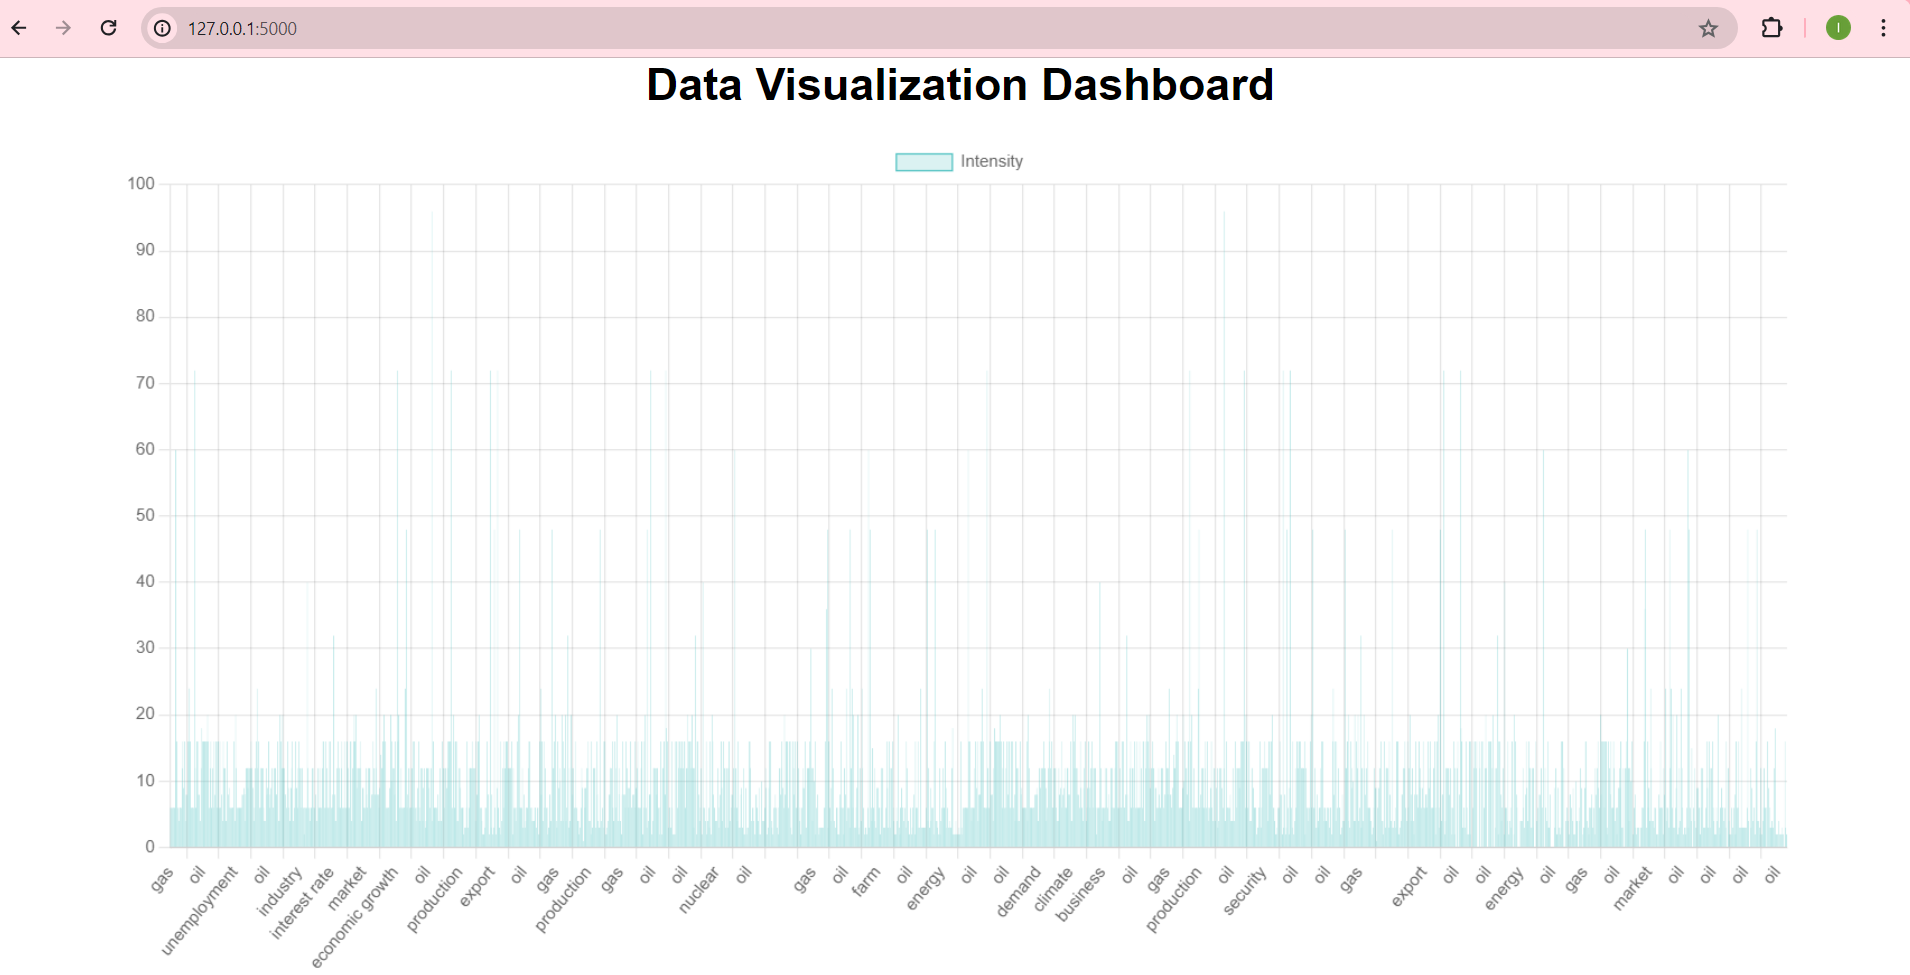 127.0.0.1:5000
I
Data Visualization Dashboard
Intensity
100
90
80
70
60
50
40
30
20
10
0
gas
oil
unemployment
oil
industry
interest rate
market
economic growth
oil
production
export
oil
gas
production
gas
oil
oil
nuclear
oil
gas
oil
farm
oil
energy
oil
oil
demand
climate
business
oil
gas
production
oil
security
oil
oil
gas
export
oil
oil
energy
oil
gas
oil
market
oil
oil
oil
oil